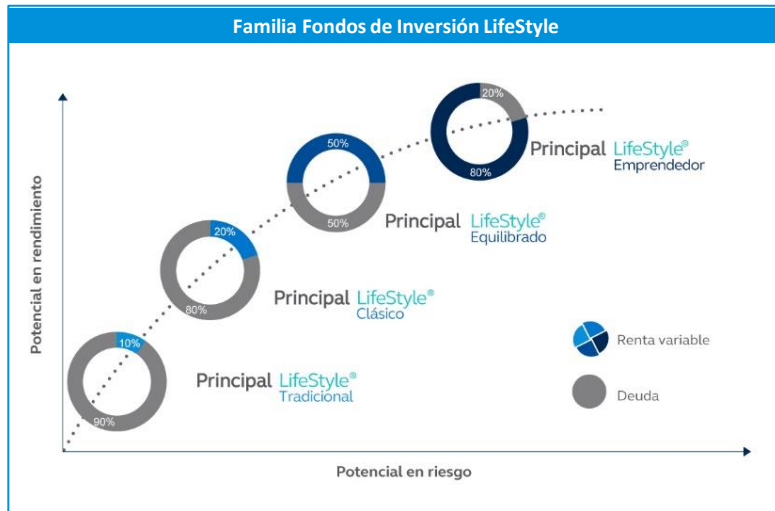 Familia Fondos de Inversión LifeStyle
Potencial en rendimiento
20%
80%
Principal LifeStyle®
Emprendedor
50%
50%
Principal LifeStyle®
Equilibrado
20%
80%
Principal LifeStyle®
Clásico
10%
90%
Principal LifeStyle®
Tradicional
Renta variable
Deuda
Potencial en riesgo